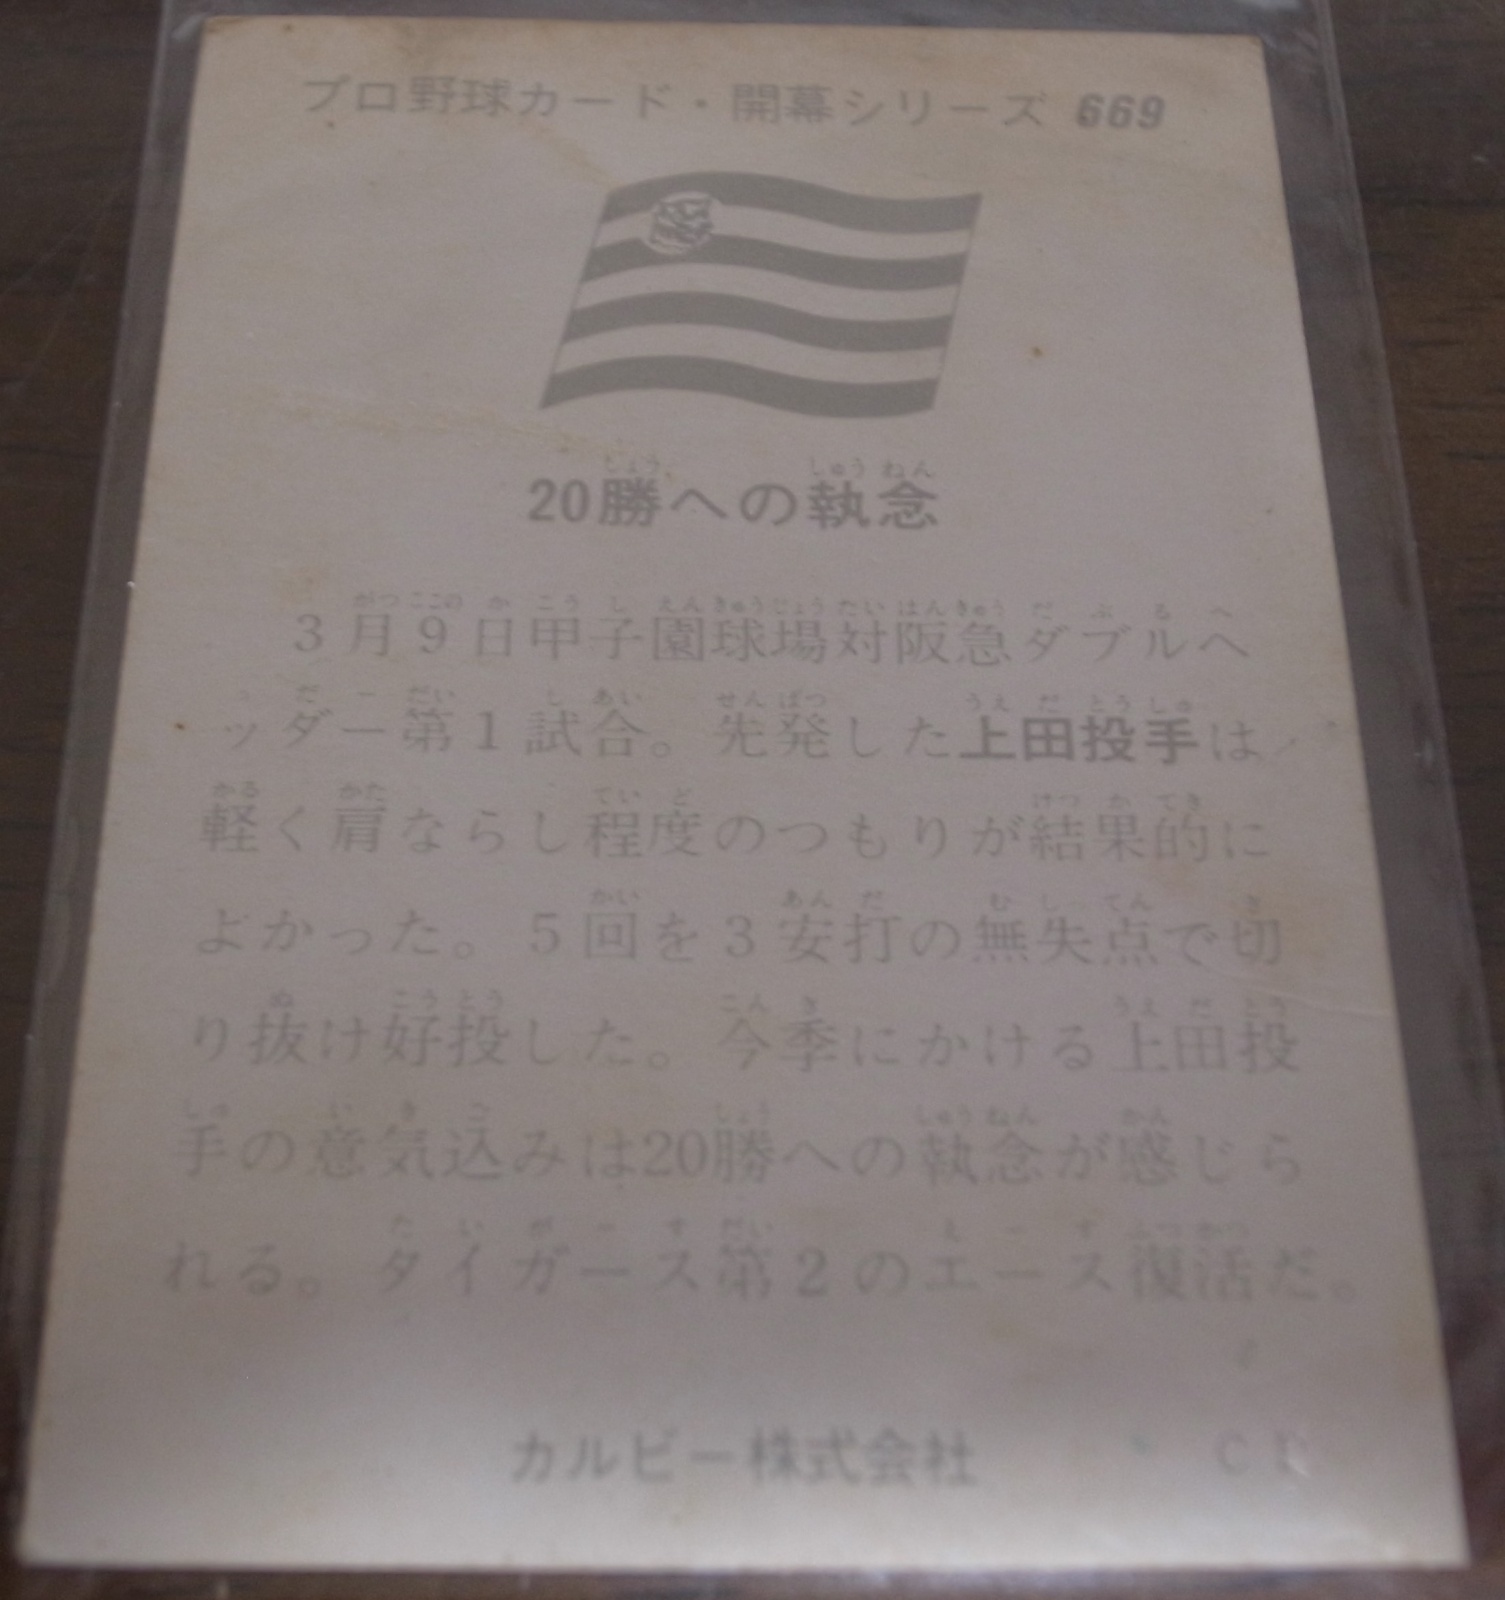 プロ野球カード・開幕シリーズ 669
20勝への執念
3月9日甲子園球場対阪急ダブルヘ
ッダー第1試合。先発した上田投手は
軽く肩ならし程度のつもりが結果的に
よかった。5回を3安打の無失点で切
り抜け好投した。今季にかける上田投
手の意気込みは20勝への執念が感じら
れる。タイガース第2のエース復活だ。
カルビー株式会社